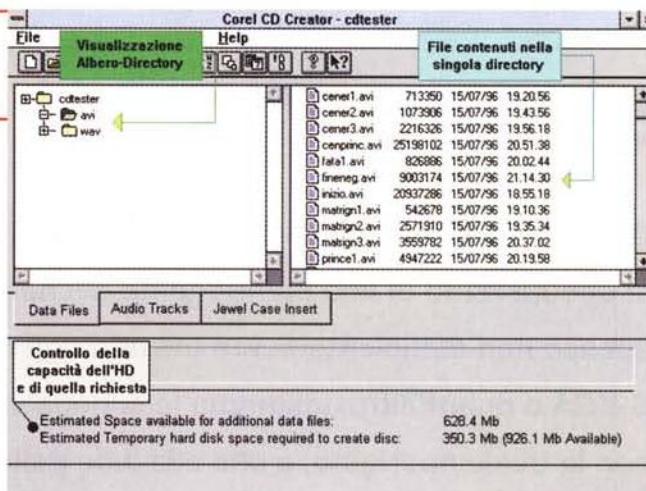 Corel CD Creator - cdtester
File Help
Visualizzazione
Albero-Directory
File contenuti nella
singola directory
cdtester
avi
wav
cener1.avi 713350 15/07/96 19.20.56
cener2.avi 1073906 15/07/96 19.43.56
cener3.avi 2216326 15/07/96 19.56.18
cenprinc.avi 25198102 15/07/96 20.51.38
fata1.avi 826886 15/07/96 20.02.44
fineneg.avi 9003174 15/07/96 21.14.30
inizio.avi 20937286 15/07/96 18.55.18
matrign1.avi 542678 15/07/96 19.10.36
matrign2.avi 2571910 15/07/96 19.35.34
matrign3.avi 3559782 15/07/96 20.37.02
prince1.avi 4947222 15/07/96 20.19.58
Data Files Audio Tracks Jewel Case Insert
Controllo della
capacità dell'HD
e di quella richiesta
Estimated Space available for additional data files: 628.4 Mb
Estimated Temporary hard disk space required to create disc: 350.3 Mb (926.1 Mb Available)